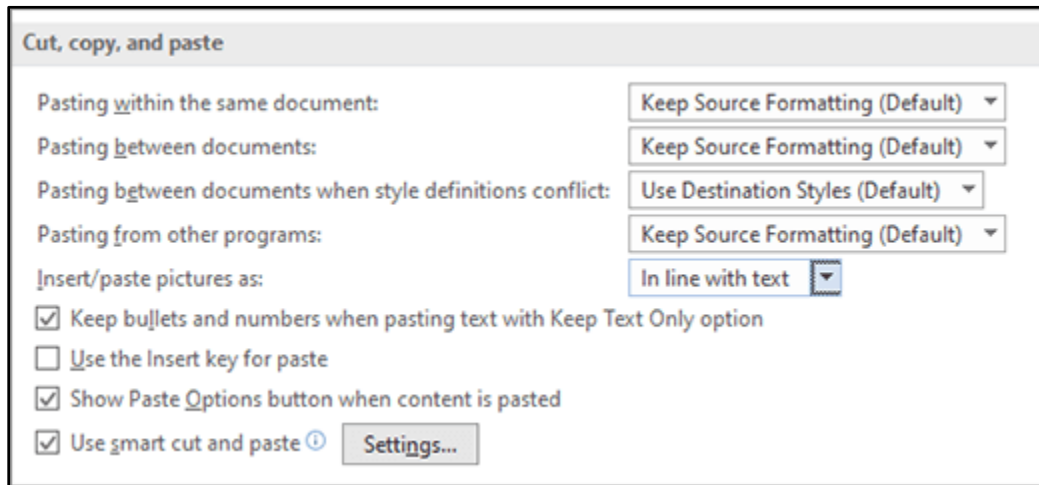 Cut, copy, and paste
Pasting within the same document: Keep Source Formatting (Default)
Pasting between documents: Keep Source Formatting (Default)
Pasting between documents when style definitions conflict: Use Destination Styles (Default)
Pasting from other programs: Keep Source Formatting (Default)
Insert/paste pictures as: In line with text
Keep bullets and numbers when pasting text with Keep Text Only option
Use the Insert key for paste
Show Paste Options button when content is pasted
Use smart cut and paste Settings...